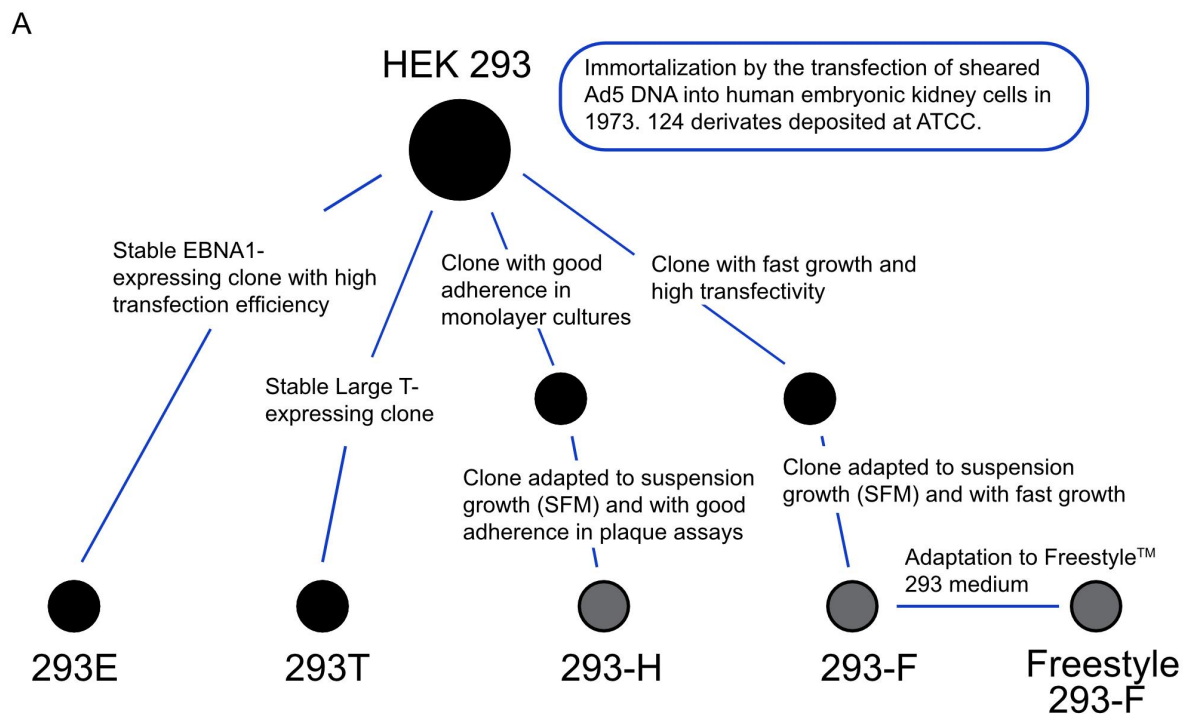 A
HEK 293
Immortalization by the transfection of sheared
Ad5 DNA into human embryonic kidney cells in
1973. 124 derivates deposited at ATCC.
Stable EBNA1-
expressing clone with high
transfection efficiency
Clone with good
adherence in
monolayer cultures
Clone with fast growth and
high transfectivity
Stable Large T-
expressing clone
Clone adapted to suspension
growth (SFM) and with good
adherence in plaque assays
Clone adapted to suspension
growth (SFM) and with fast growth
Adaptation to Freestyle™
293 medium
293E
293T
293-H
293-F
Freestyle
293-F